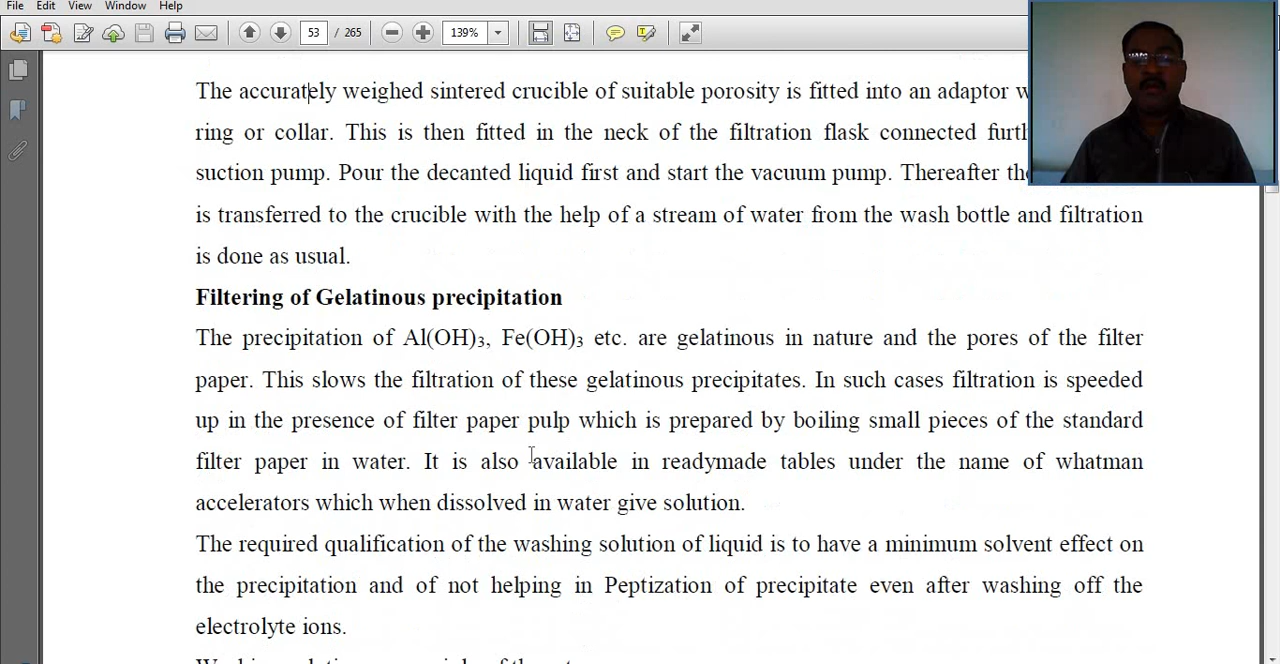 File Edit View Window Help
53 / 265 139%
The accurately weighed sintered crucible of suitable porosity is fitted into an adaptor
ring or collar. This is then fitted in the neck of the filtration flask connected
suction pump. Pour the decanted liquid first and start the vacuum pump. Thereafter
is transferred to the crucible with the help of a stream of water from the wash bottle and filtration
is done as usual.
Filtering of Gelatinous precipitation
The precipitation of Al(OH)₃, Fe(OH)₃ etc. are gelatinous in nature and the pores of the filter
paper. This slows the filtration of these gelatinous precipitates. In such cases filtration is speeded
up in the presence of filter paper pulp which is prepared by boiling small pieces of the standard
filter paper in water. It is also available in readymade tables under the name of whatman
accelerators which when dissolved in water give solution.
The required qualification of the washing solution of liquid is to have a minimum solvent effect on
the precipitation and of not helping in Peptization of precipitate even after washing off the
electrolyte ions.